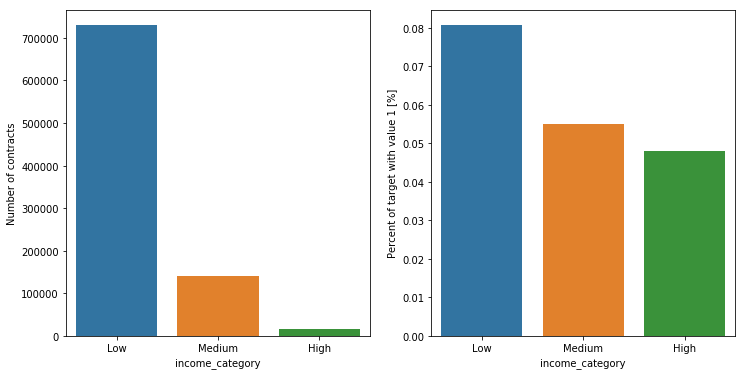 Number of contracts
700000
600000
500000
400000
300000
200000
100000
0
Low Medium High
income_category
Percent of target with value 1 [%]
0.08
0.07
0.06
0.05
0.04
0.03
0.02
0.01
0.00
Low Medium High
income_category